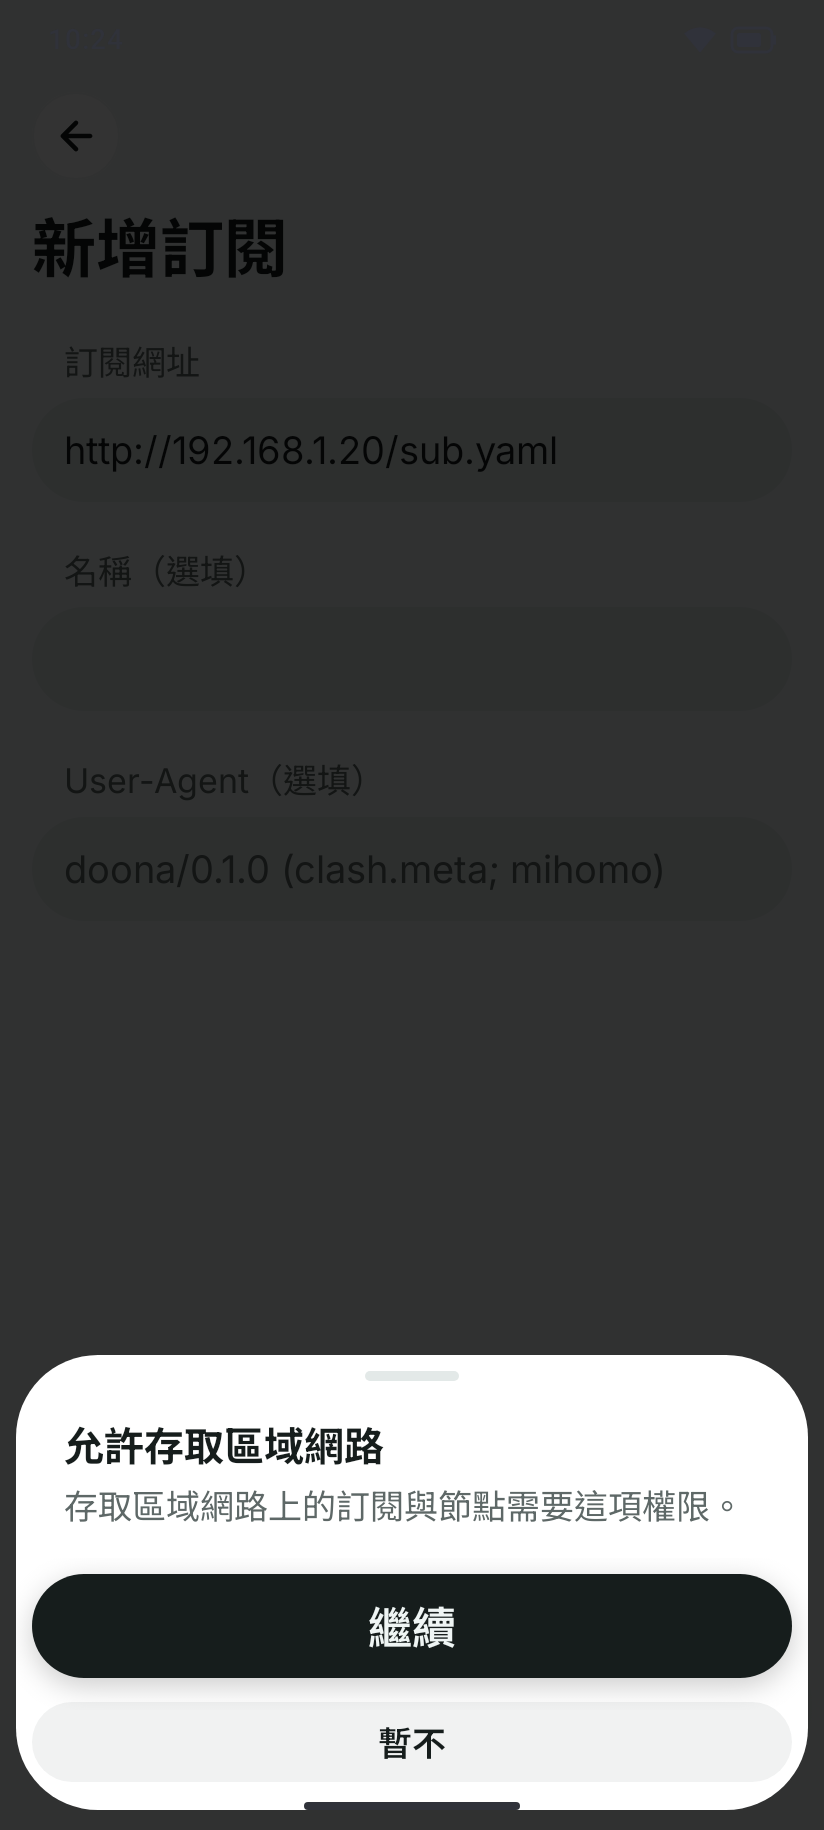 新增訂閱
訂閱網址
http://192.168.1.20/sub.yaml
名稱（選填）
User-Agent（選填）
doona/0.1.0 (clash.meta; mihomo)
允許存取區域網路
存取區域網路上的訂閱與節點需要這項權限。
繼續
暫不